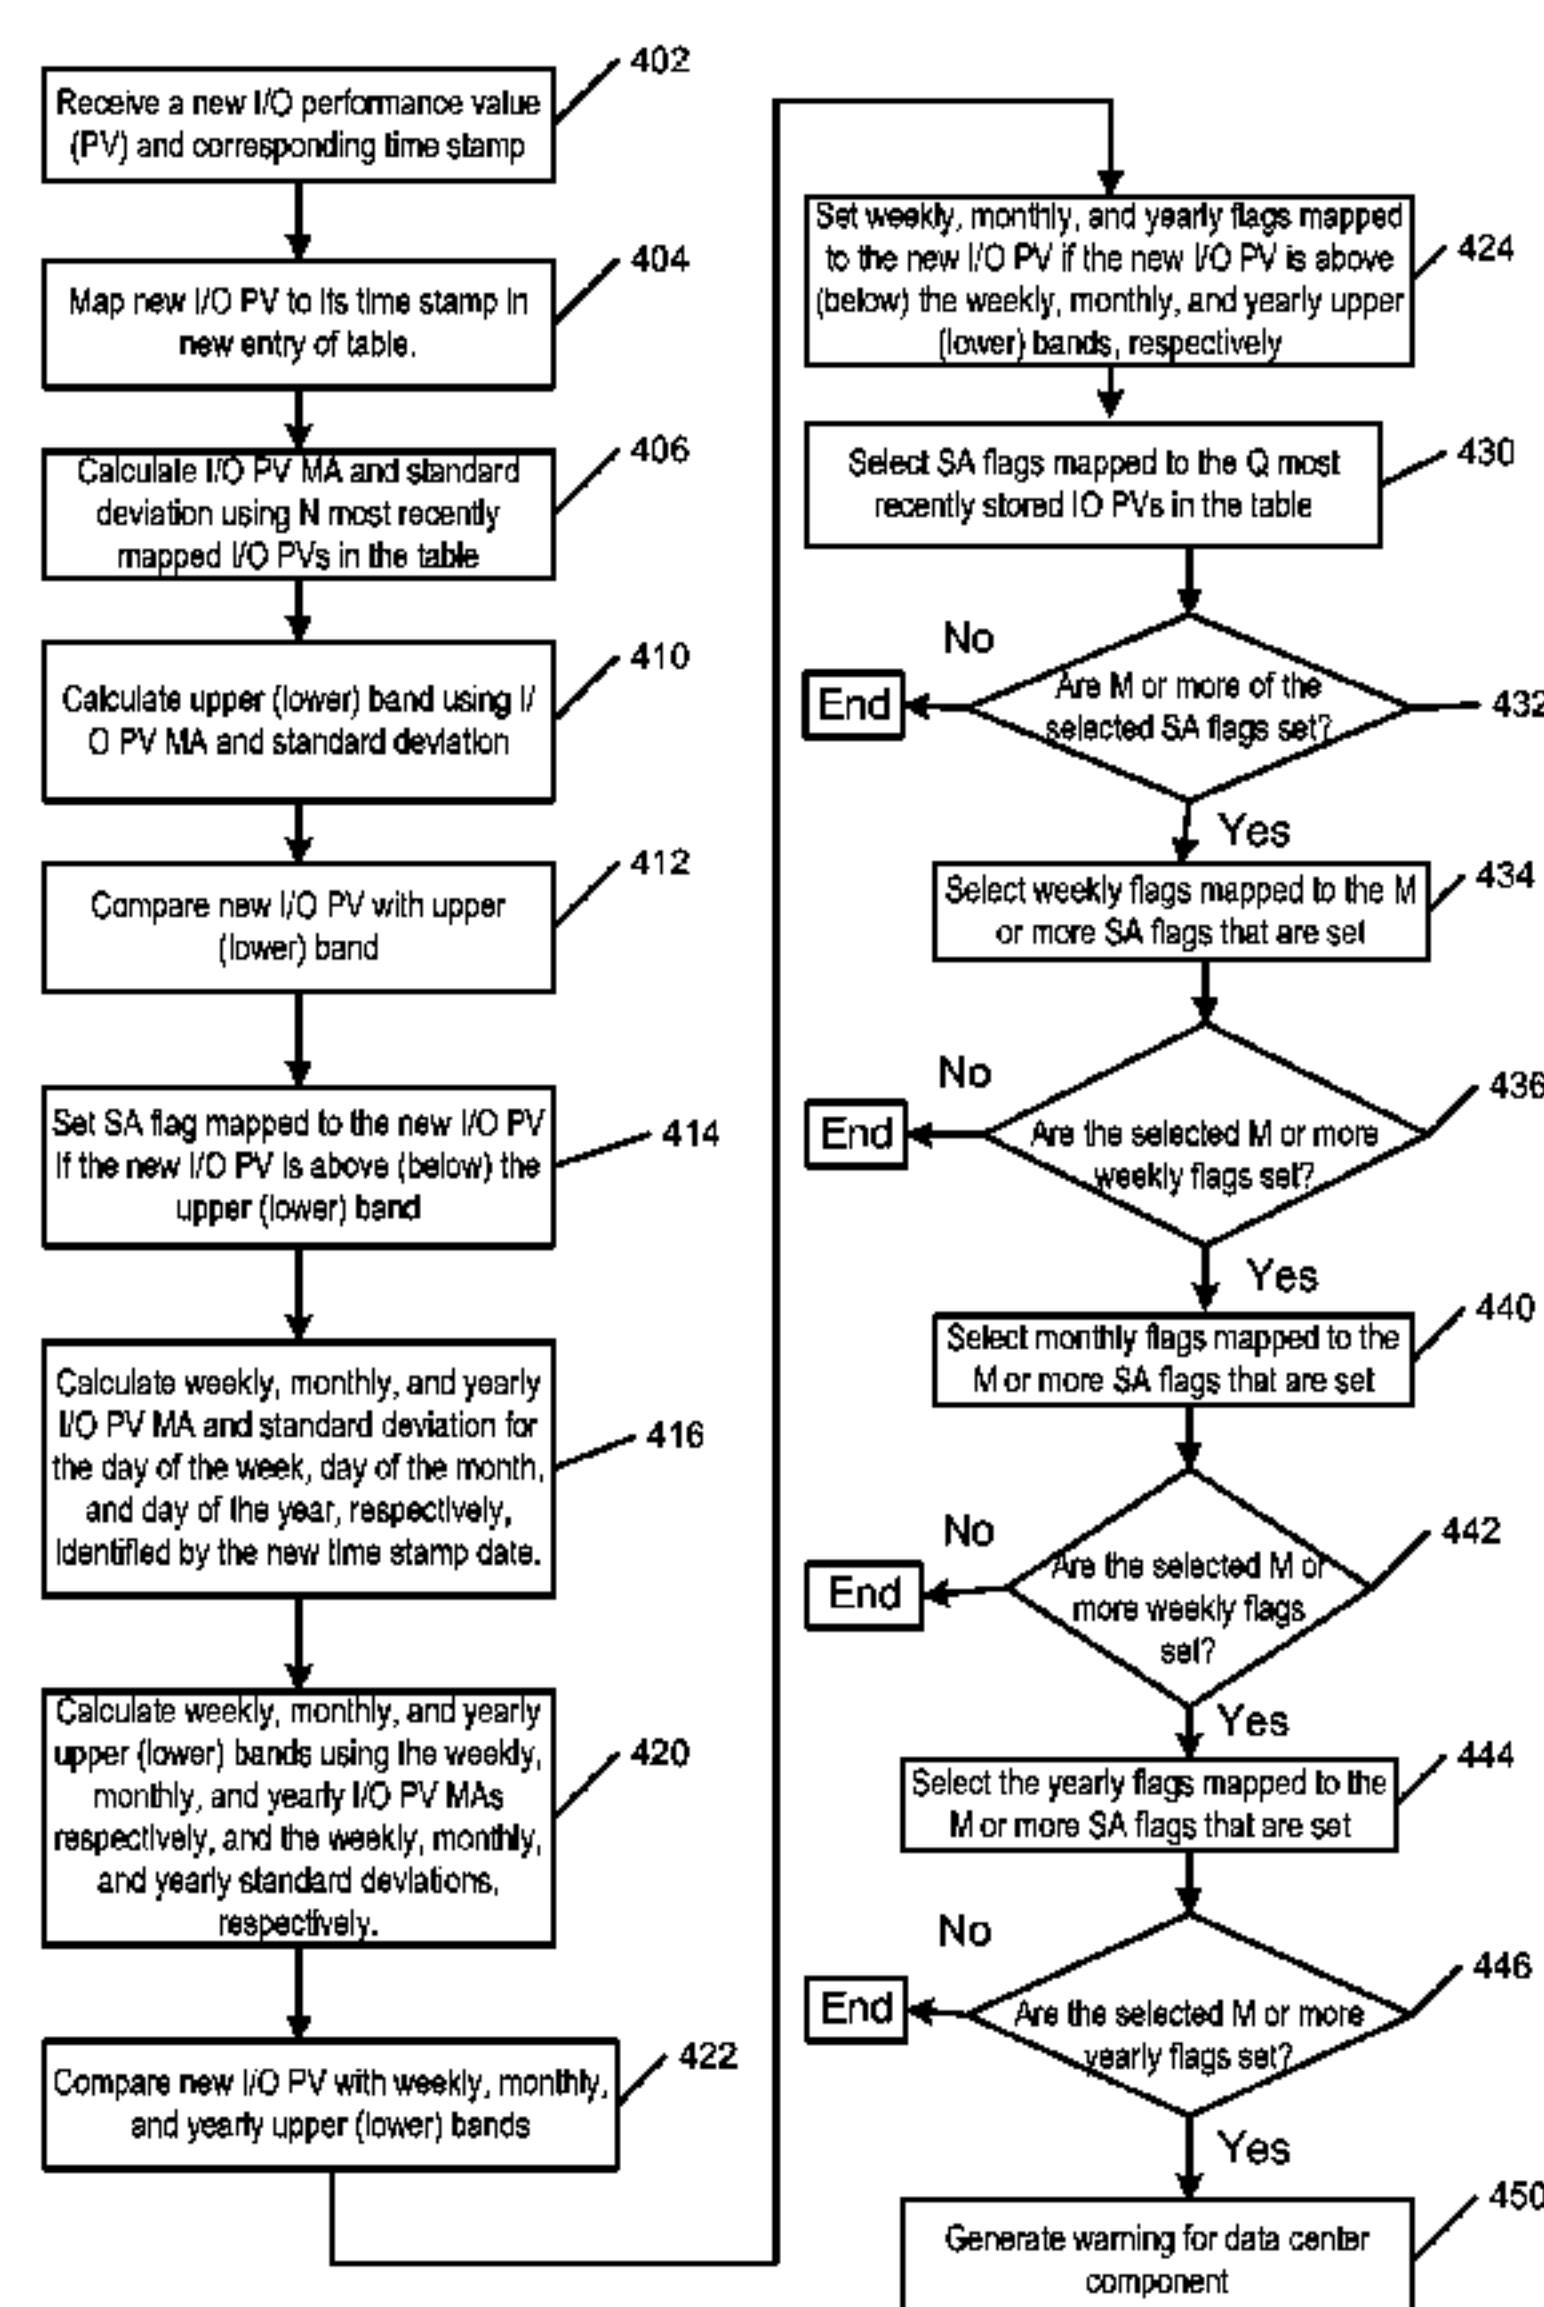 402
Receive a new I/O performance value
(PV) and corresponding time stamp
404
Map new I/O PV to its time stamp in
new entry of table.
406
Calculate I/O PV MA and standard
deviation using N most recently
mapped I/O PVs in the table
410
Calculate upper (lower) band using I/
O PV MA and standard deviation
412
Compare new I/O PV with upper
(lower) band
414
Set SA flag mapped to the new I/O PV
if the new I/O PV is above (below) the
upper (lower) band
416
Calculate weekly, monthly, and yearly
I/O PV MA and standard deviation for
the day of the week, day of the month,
and day of the year, respectively,
identified by the new time stamp date.
420
Calculate weekly, monthly, and yearly
upper (lower) bands using the weekly,
monthly, and yearly I/O PV MAs
respectively, and the weekly, monthly,
and yearly standard deviations,
respectively.
422
Compare new I/O PV with weekly, monthly,
and yearly upper (lower) bands
424
Set weekly, monthly, and yearly flags mapped
to the new I/O PV if the new I/O PV is above
(below) the weekly, monthly, and yearly upper
(lower) bands, respectively
430
Select SA flags mapped to the Q most
recently stored IO PVs in the table
No
End
Are M or more of the
selected SA flags set?
432
Yes
434
Select weekly flags mapped to the M
or more SA flags that are set
No
End
Are the selected M or more
weekly flags set?
436
Yes
440
Select monthly flags mapped to the
M or more SA flags that are set
No
End
Are the selected M or
more weekly flags
set?
442
Yes
444
Select the yearly flags mapped to the
M or more SA flags that are set
No
End
Are the selected M or more
yearly flags set?
446
Yes
450
Generate warning for data center
component